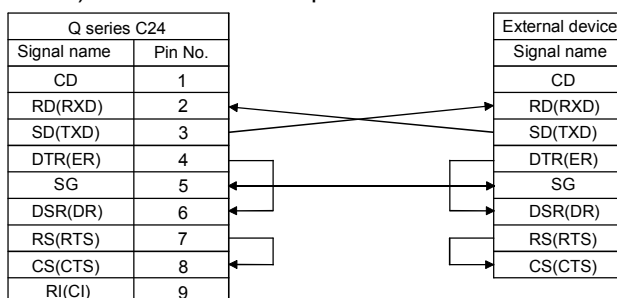 Q series C24 External device
Signal name Pin No. Signal name
CD 1 CD
RD(RXD) 2 RD(RXD)
SD(TXD) 3 SD(TXD)
DTR(ER) 4 DTR(ER)
SG 5 SG
DSR(DR) 6 DSR(DR)
RS(RTS) 7 RS(RTS)
CS(CTS) 8 CS(CTS)
RI(CI) 9